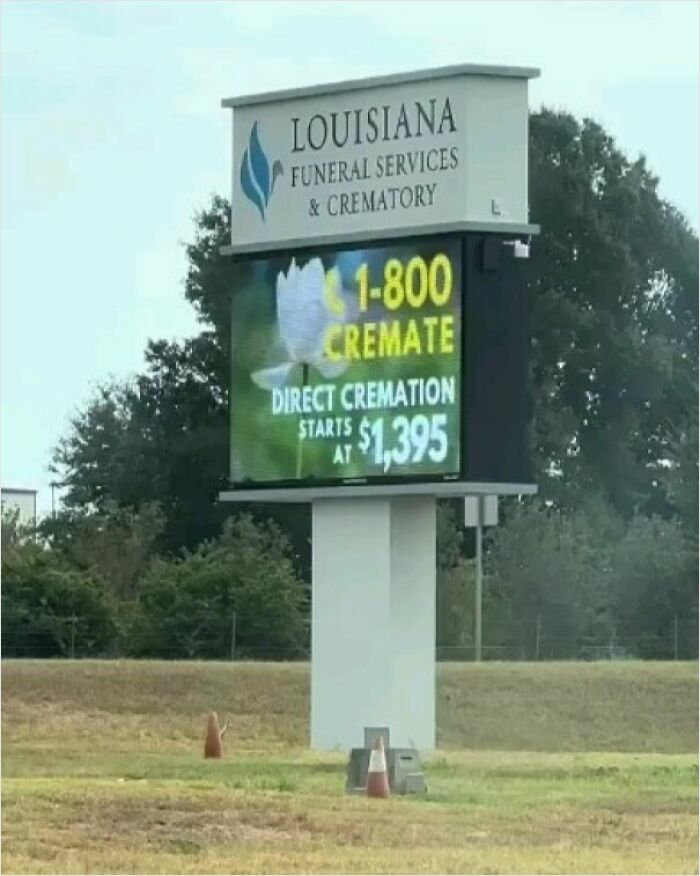 LOUISIANA
FUNERAL SERVICES
& CREMATORY
1-800
CREMATE
DIRECT CREMATION
STARTS
AT $1,395